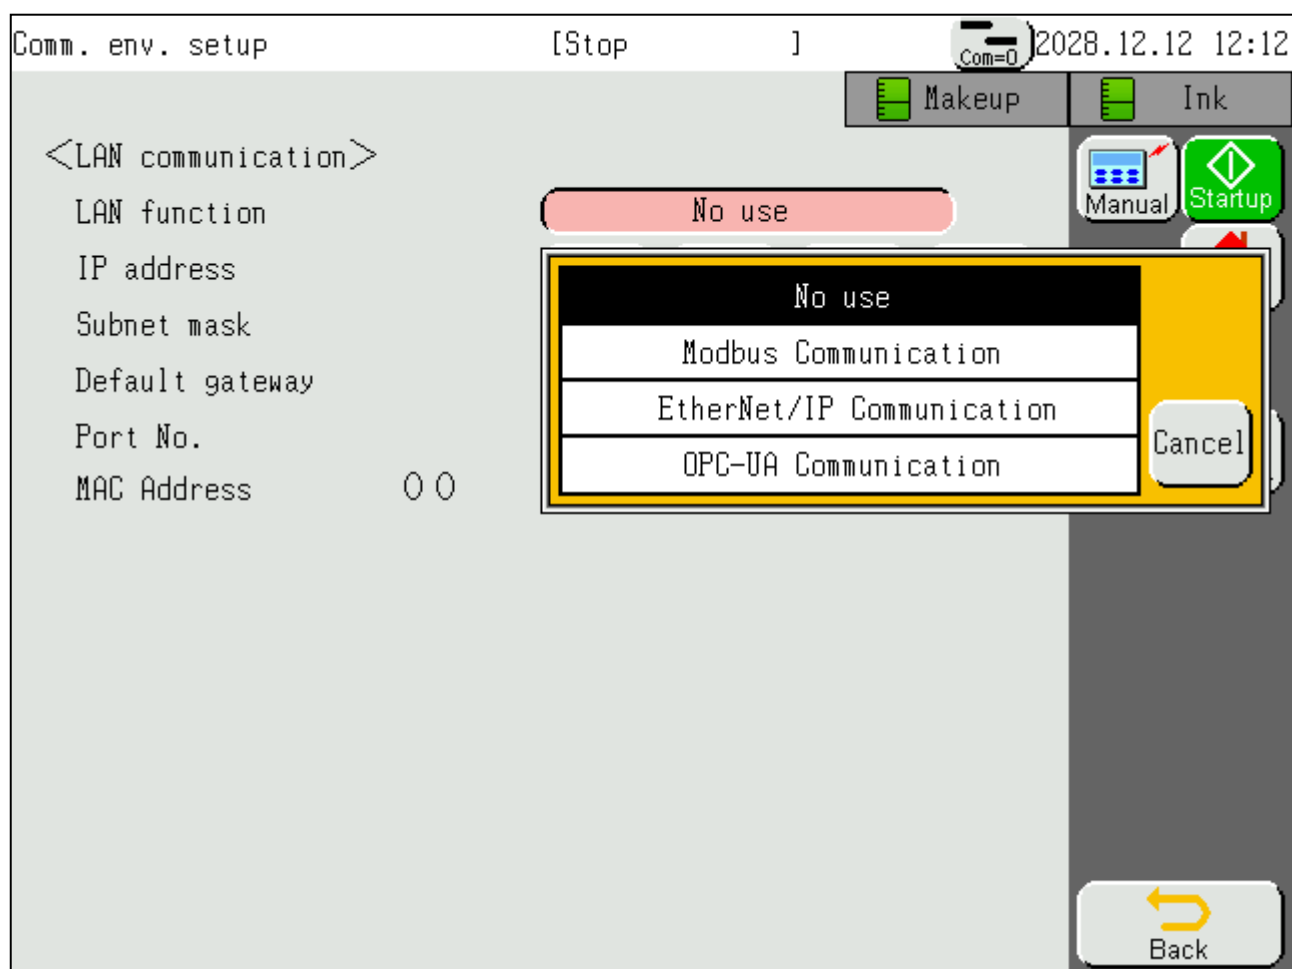 Comm. env. setup [Stop ] Com=0 2028.12.12 12:12
Makeup Ink
<LAN communication>
Manual Startup
LAN function No use
IP address
No use
Subnet mask
Modbus Communication
Default gateway
EtherNet/IP Communication
Port No.
Cancel
OPC-UA Communication
MAC Address 00
Back